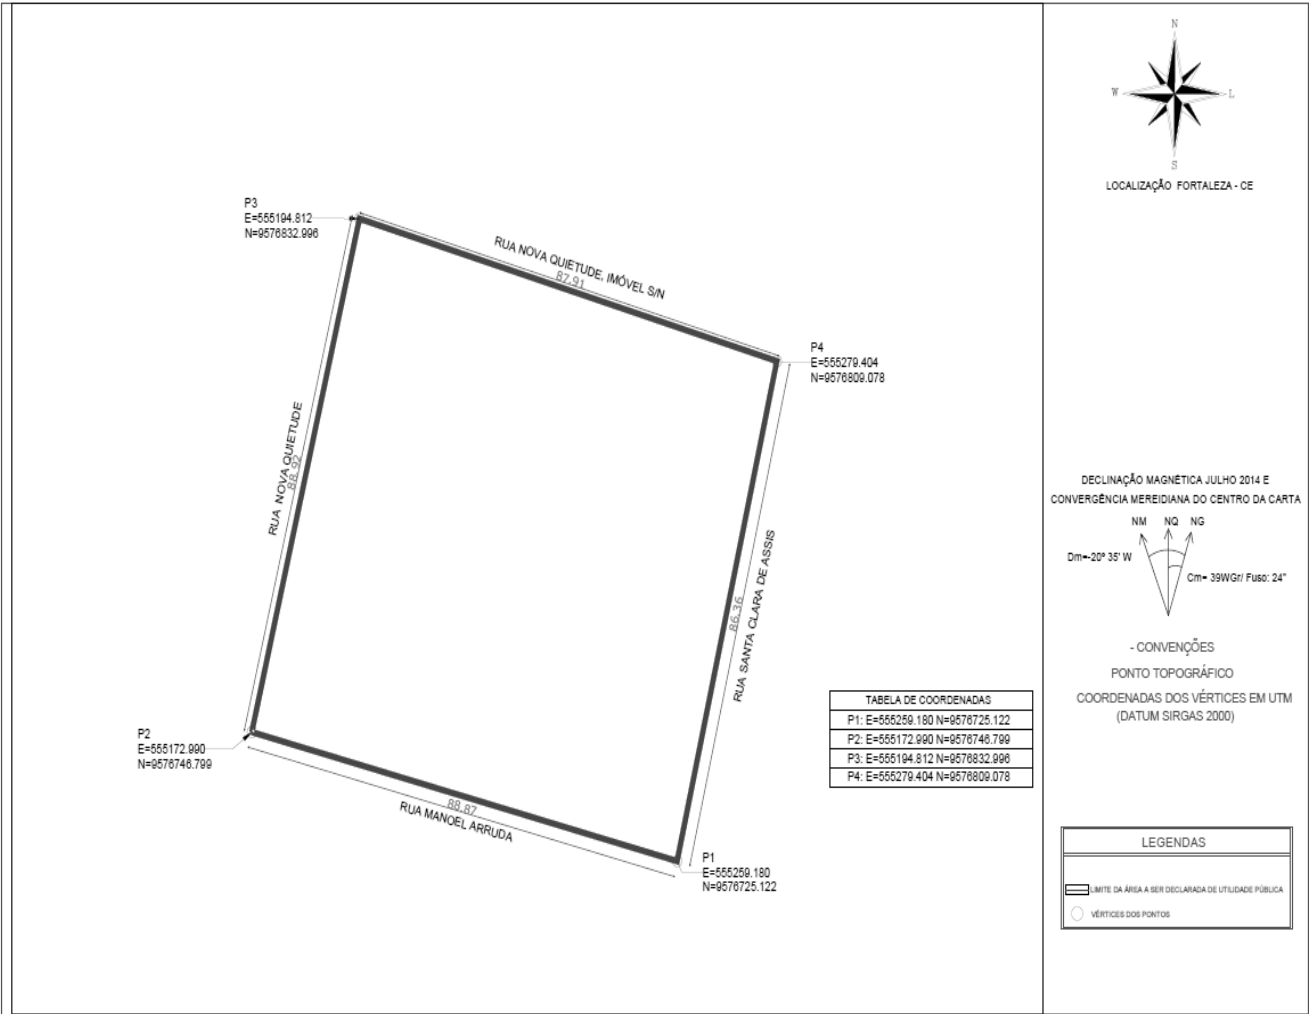 N
W
L
S
LOCALIZAÇÃO FORTALEZA - CE
P3
E=555194.812
N=9576832.996
RUA NOVA QUIETUDE, IMÓVEL S/N
87.91
P4
E=555279.404
N=9576809.078
RUA NOVA QUIETUDE
88.92
RUA SANTA CLARA DE ASSIS
86.36
P2
E=555172.990
N=9576746.799
88.87
RUA MANOEL ARRUDA
P1
E=555259.180
N=9576725.122
TABELA DE COORDENADAS
P1: E=555259.180 N=9576725.122
P2: E=555172.990 N=9576746.799
P3: E=555194.812 N=9576832.996
P4: E=555279.404 N=9576809.078
DECLINAÇÃO MAGNÉTICA JULHO 2014 E
CONVERGÊNCIA MEREIDIANA DO CENTRO DA CARTA
NM NQ NG
Dm=-20º 35' W
Cm= 39WGr/ Fuso: 24"
- CONVENÇÕES
PONTO TOPOGRÁFICO
COORDENADAS DOS VÉRTICES EM UTM
(DATUM SIRGAS 2000)
LEGENDAS
LIMITE DA ÁREA A SER DECLARADA DE UTILIDADE PÚBLICA
VÉRTICES DOS PONTOS